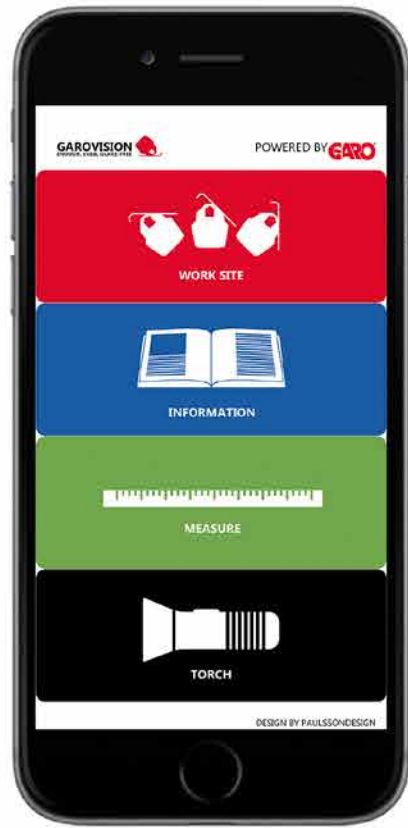 GAROVISION
POWERED BY GARO
WORK SITE
INFORMATION
MEASURE
TORCH
DESIGN BY PAULSSONDESIGN